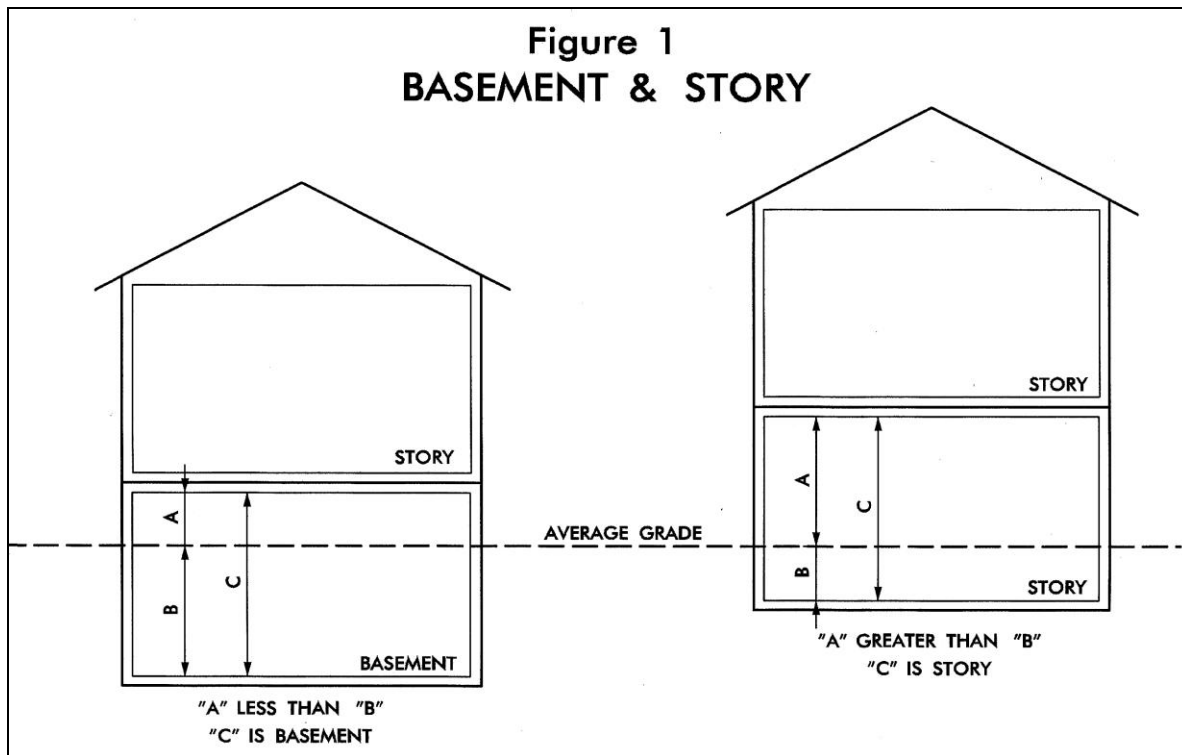 Figure 1
BASEMENT & STORY
STORY
A
B
C
BASEMENT
"A" LESS THAN "B"
"C" IS BASEMENT
AVERAGE GRADE
STORY
A
B
C
STORY
"A" GREATER THAN "B"
"C" IS STORY